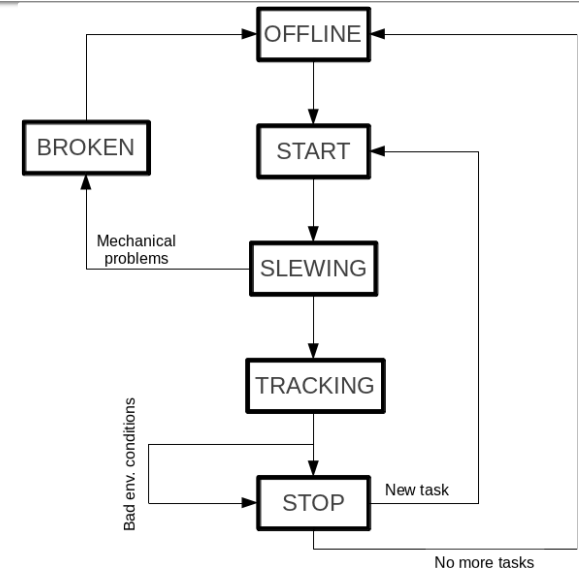 OFFLINE
BROKEN
START
Mechanical
problems
SLEWING
TRACKING
Bad env. conditions
STOP
New task
No more tasks